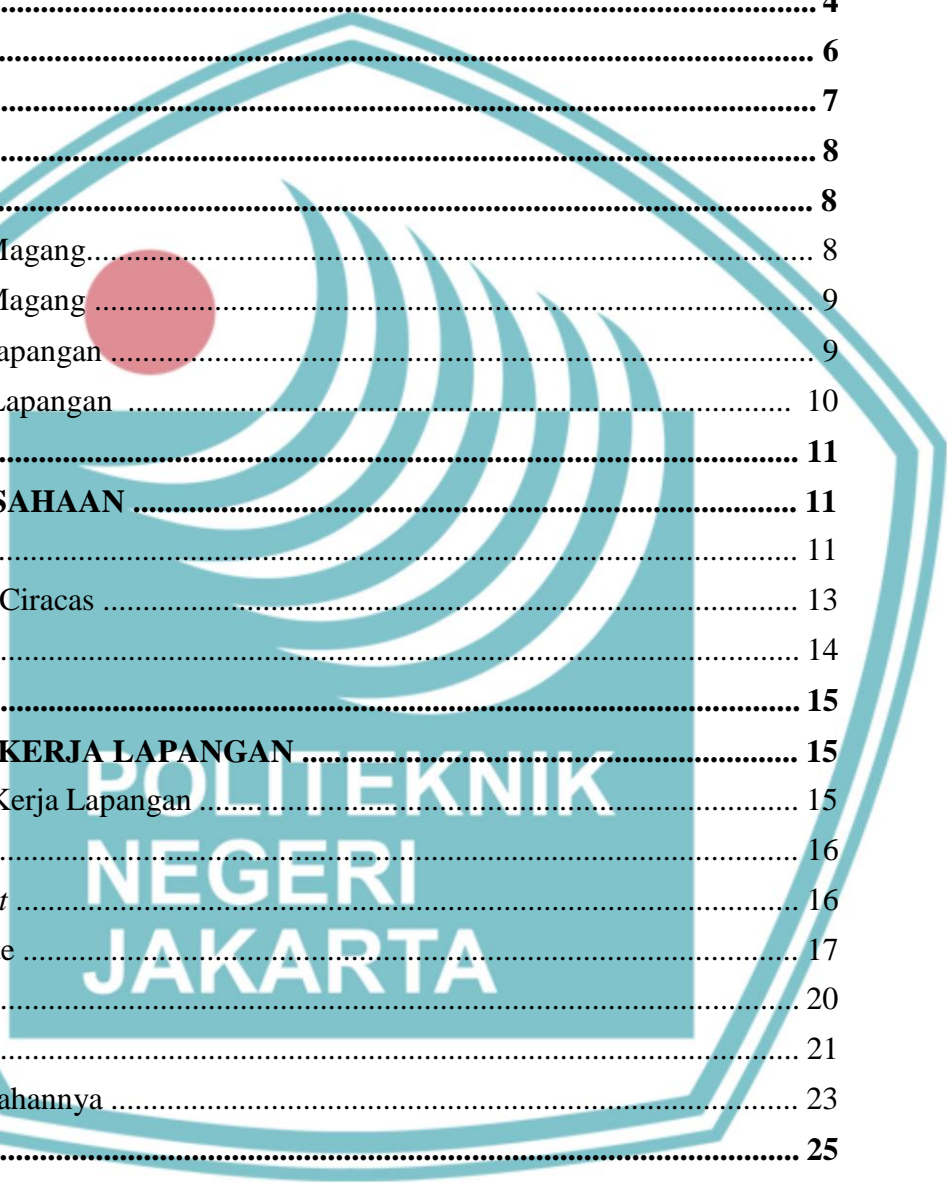 .......... 4
.......... 6
.......... 7
.......... 8
.......... 8
Magang.......... 8
Magang .......... 9
apangan .......... 9
Lapangan .......... 10
.......... 11
SAHAAN .......... 11
.......... 11
Ciracas .......... 13
.......... 14
.......... 15
KERJA LAPANGAN .......... 15
POLITEKNIK
Kerja Lapangan .......... 15
.......... 16
NEGERI
t .......... 16
e .......... 17
JAKARTA
.......... 20
.......... 21
ahannya .......... 23
.......... 25